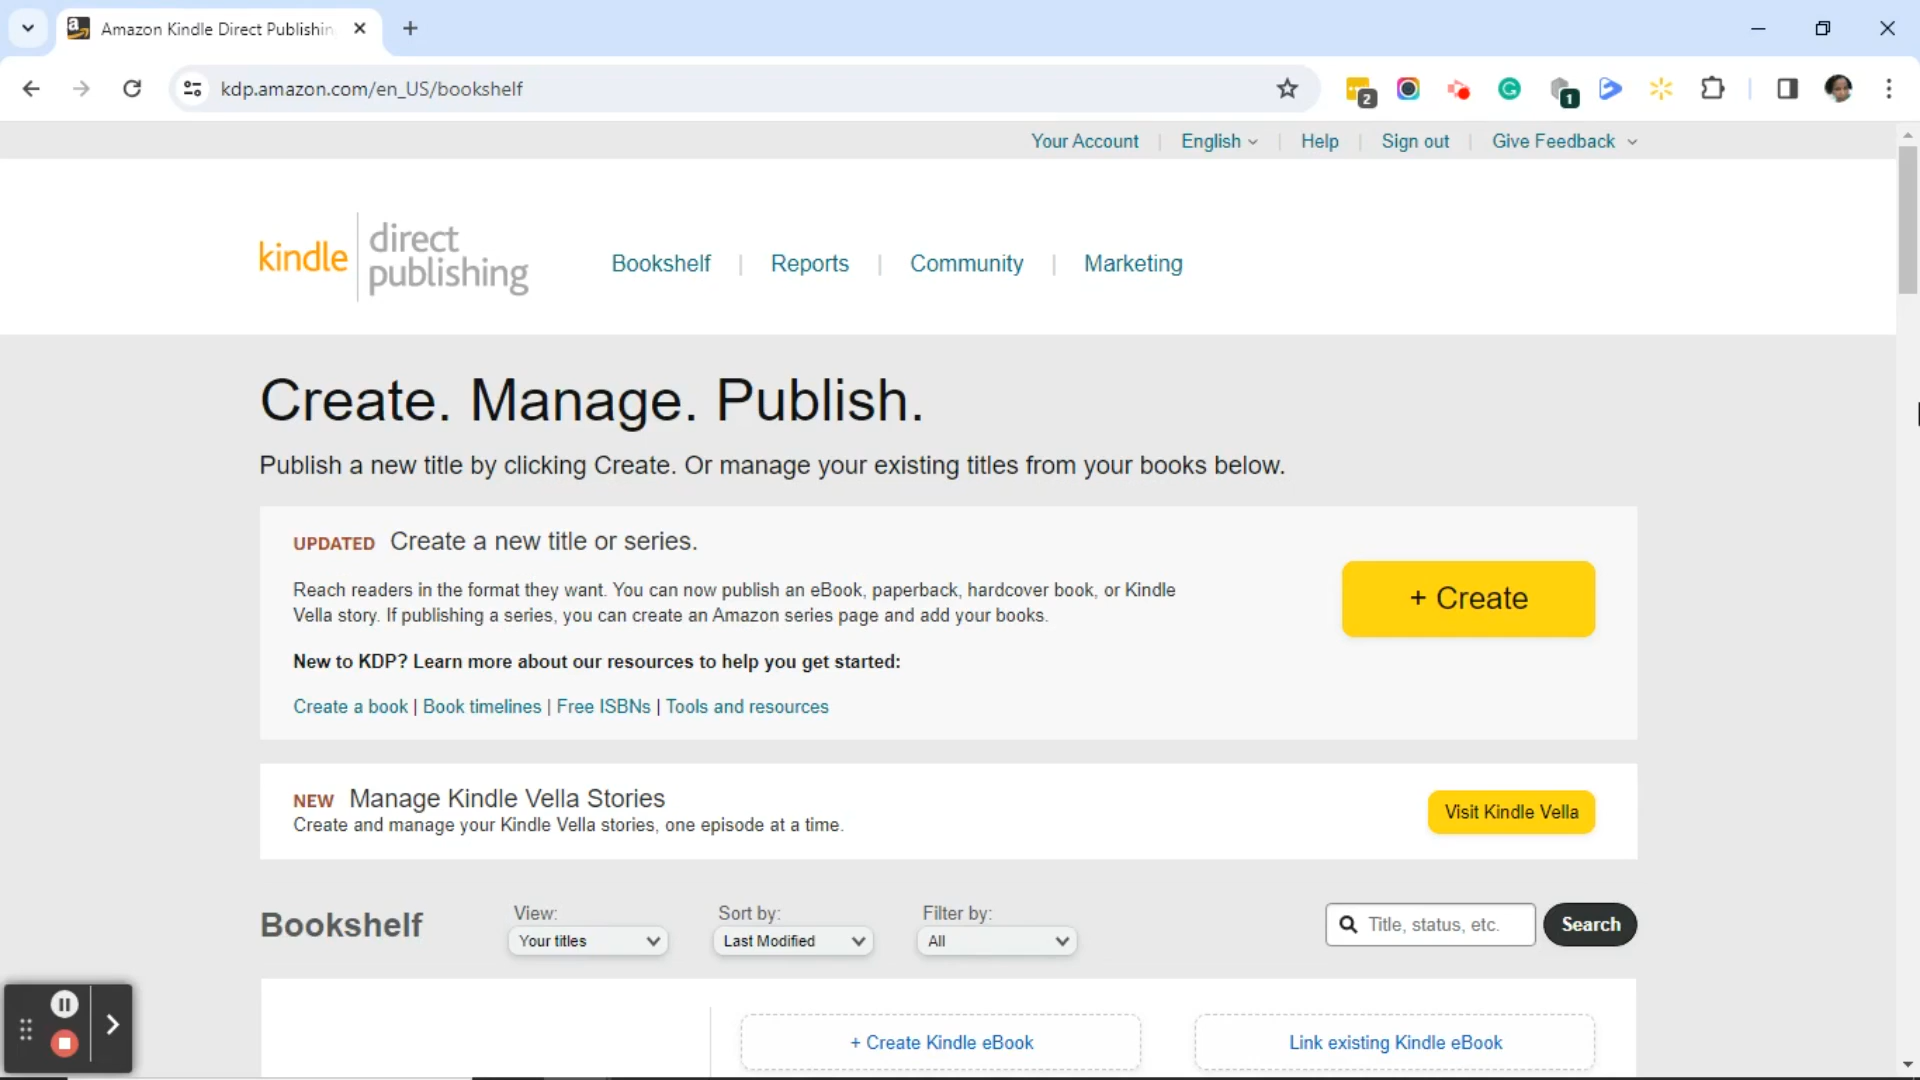 Amazon Kindle Direct Publishin
kdp.amazon.com/en_US/bookshelf
2
1
Your Account | English | Help | Sign out | Give Feedback
kindle direct publishing
Bookshelf | Reports | Community | Marketing
Create. Manage. Publish.
Publish a new title by clicking Create. Or manage your existing titles from your books below.
UPDATED Create a new title or series.
Reach readers in the format they want. You can now publish an eBook, paperback, hardcover book, or Kindle
Vella story. If publishing a series, you can create an Amazon series page and add your books.
+ Create
New to KDP? Learn more about our resources to help you get started:
Create a book | Book timelines | Free ISBNs | Tools and resources
NEW Manage Kindle Vella Stories
Create and manage your Kindle Vella stories, one episode at a time.
Visit Kindle Vella
Bookshelf
View:
Your titles
Sort by:
Last Modified
Filter by:
All
Title, status, etc.
Search
+ Create Kindle eBook
Link existing Kindle eBook